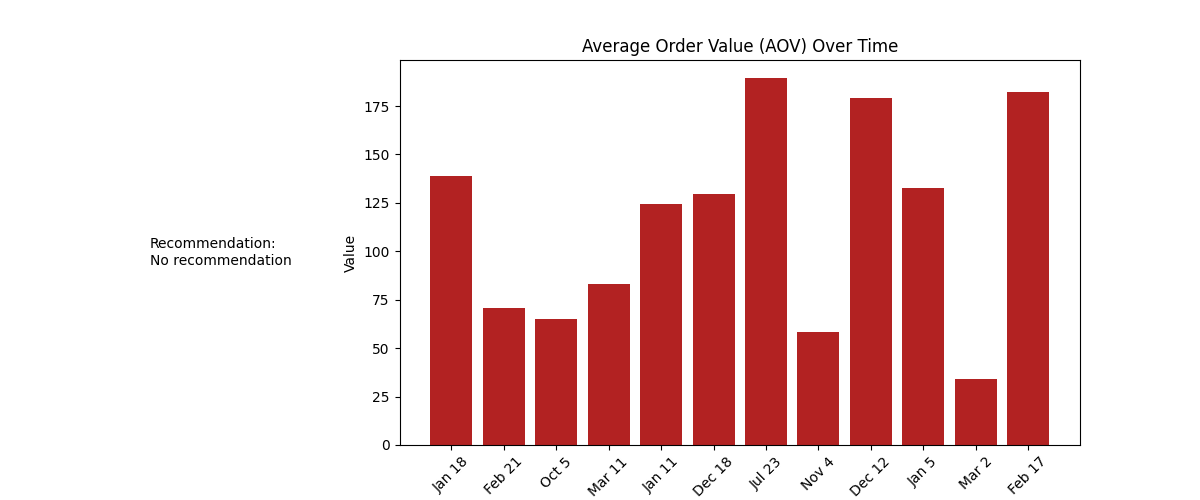 Average Order Value (AOV) Over Time
Recommendation:
No recommendation
Value
175
150
125
100
75
50
25
0
Jan 18
Feb 21
Oct 5
Mar 11
Jan 11
Dec 18
Jul 23
Nov 4
Dec 12
Jan 5
Mar 2
Feb 17